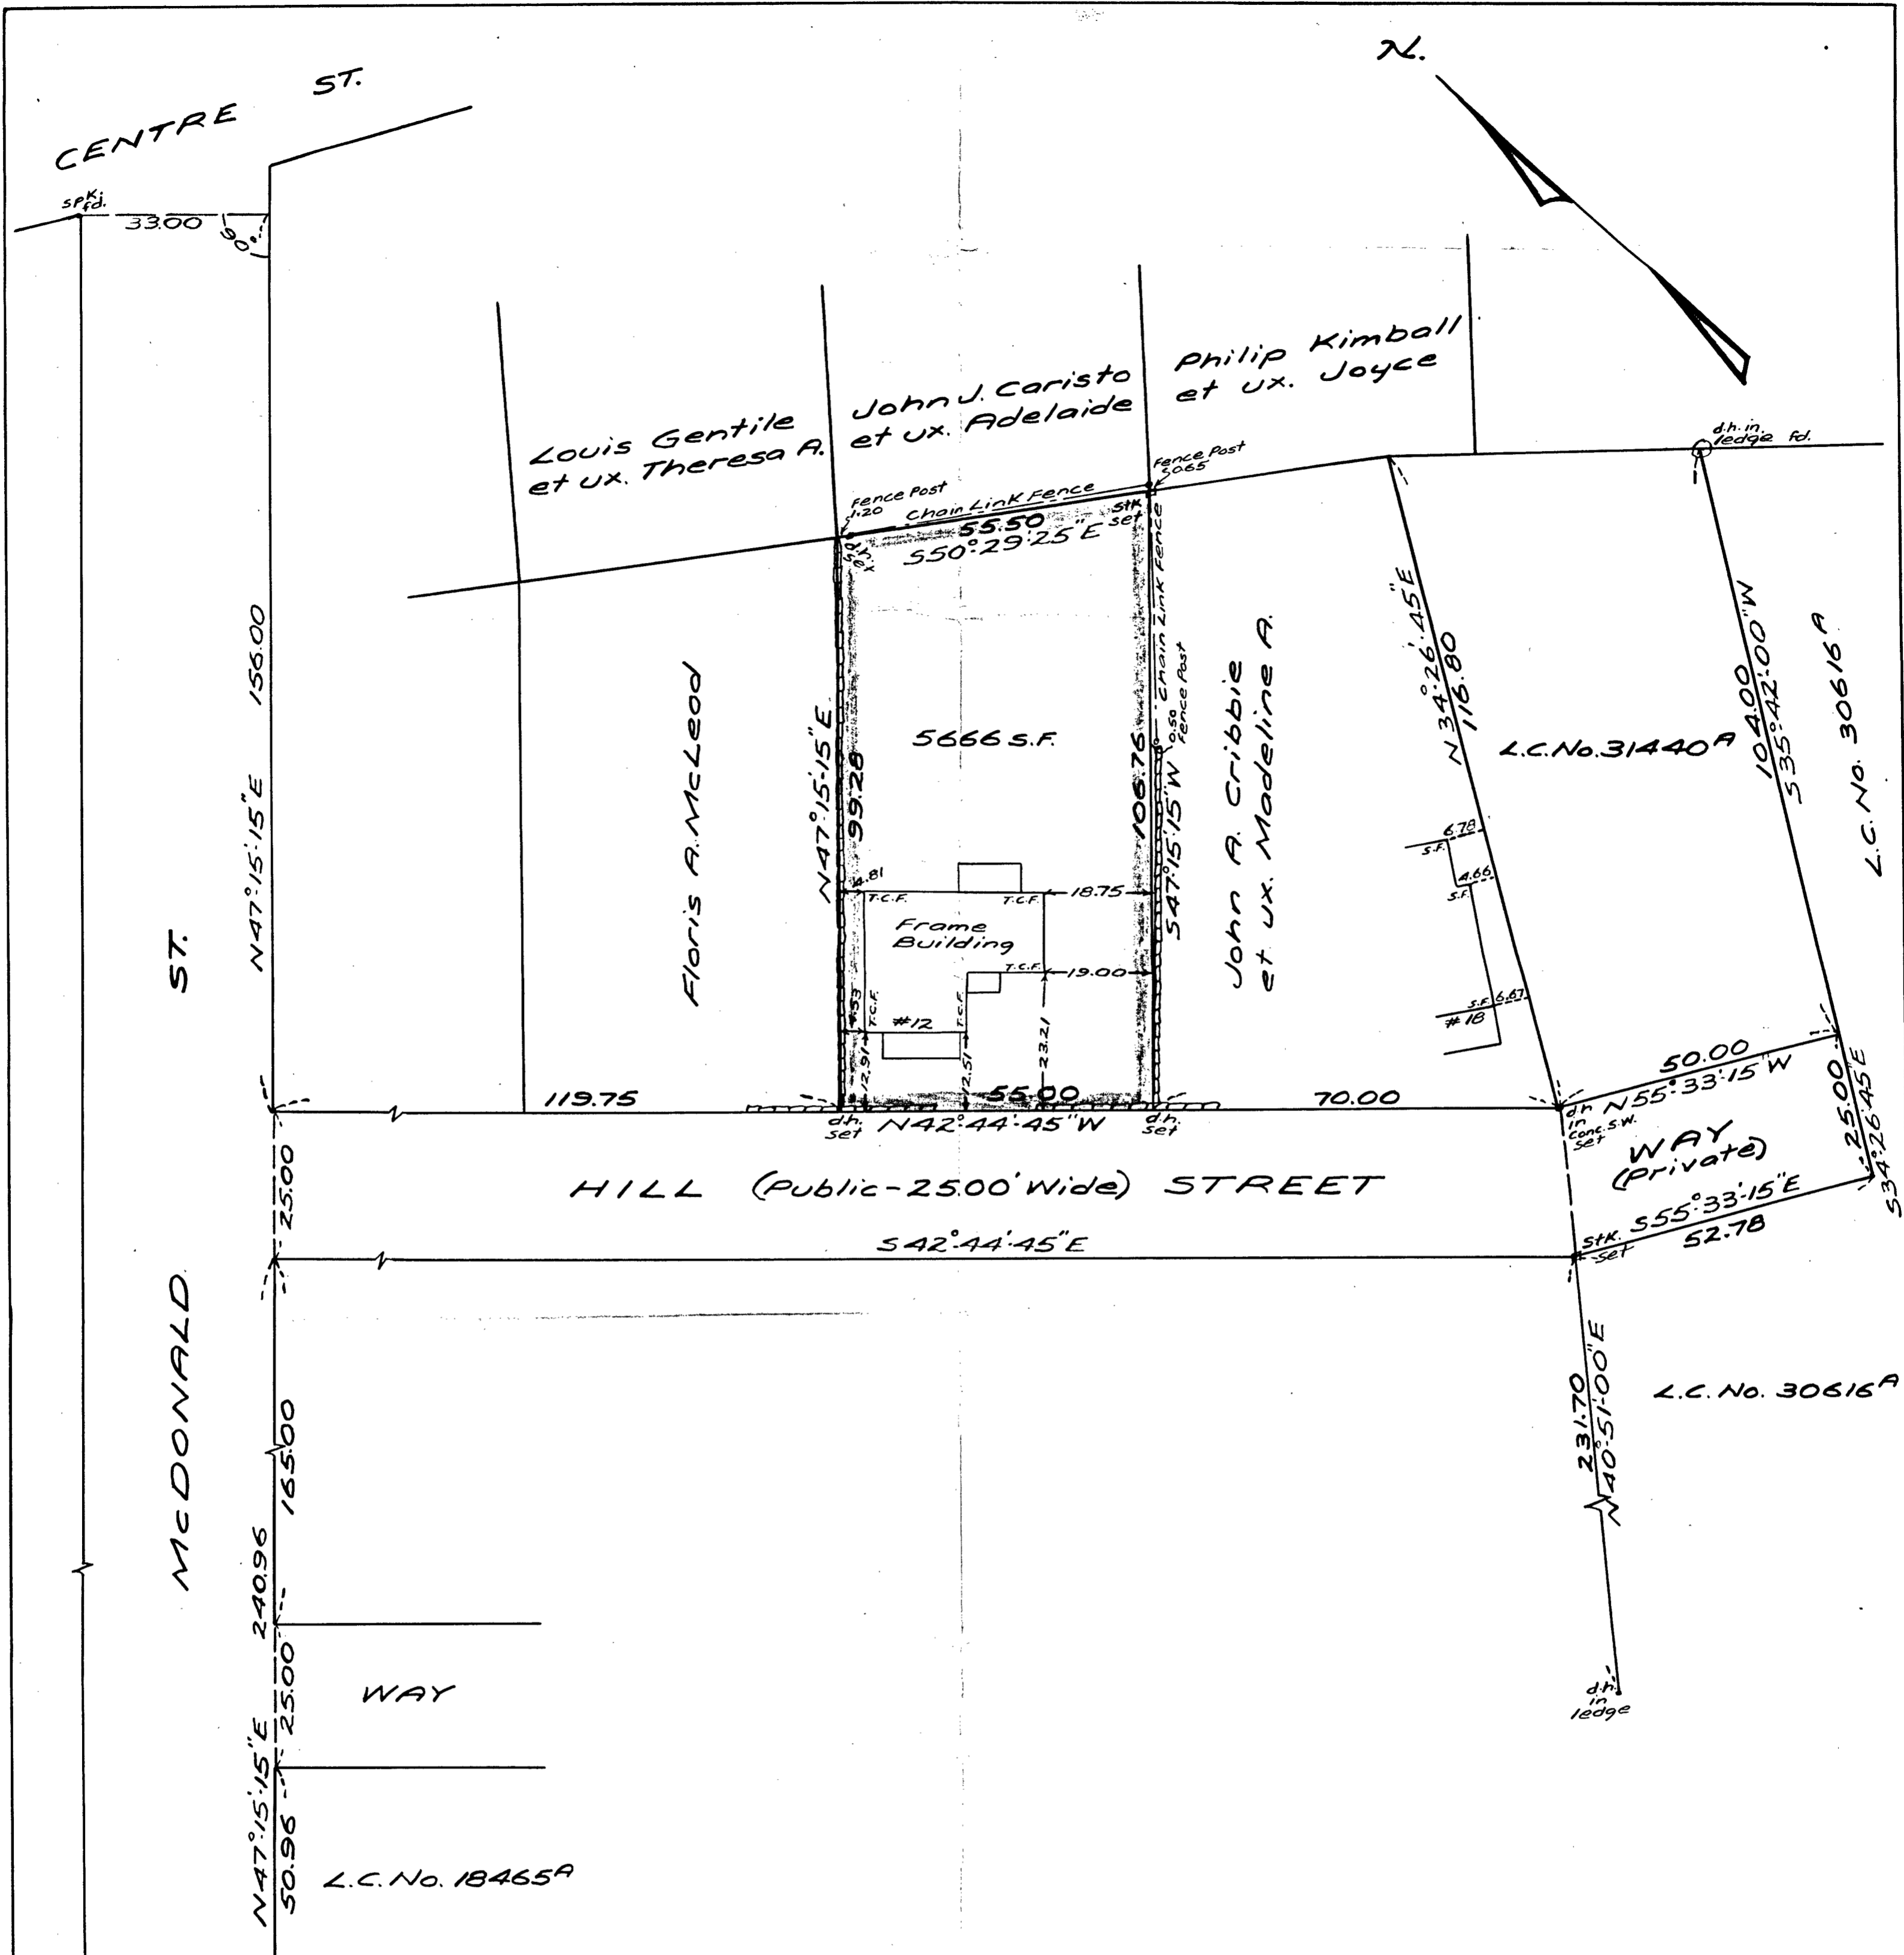 N.
CENTRE ST.
spk. fd.
33.00
90°
Louis Gentile
et ux. Theresa A.
John J. Caristo
et ux. Adelaide
Philip Kimball
et ux. Joyce
d.h. in
ledge fd.
Fence Post
1.20
Chain Link Fence
Fence Post
0.65
55.50
S50°-29'-25"E
stk
set
N47°-15'-15"E 156.00
Floris A. McLeod
N47°-15'-15"E
99.28
5666 S.F.
106.76
S47°-15'-15"W
Chain Link Fence
0.50
Fence Post
John A. Cribbie
et ux. Madeline A.
N34°-26'-45"E
116.80
L.C. No. 31440A
104.00
S35°-42'-00"W
L.C. No. 30616A
6.78
S.F.
4.66
S.F.
S.F. 6.67
#18
4.81
T.C.F.
T.C.F.
18.75
Frame
Building
T.C.F.
19.00
4.53
T.C.F.
#12
T.C.F.
12.91
12.51
23.21
119.75
55.00
70.00
d.h.
set
N42°-44'-45"W
d.h.
set
d.h.
in
conc. S.W.
set
50.00
N55°-33'-15"W
25.00
S34°-26'-45"E
WAY
(Private)
S55°-33'-15"E
52.78
stk.
set
25.00
HILL (Public-25.00' Wide) STREET
S42°-44'-45"E
McDONALD ST.
165.00
240.96
N47°-15'-15"E
25.00
WAY
50.96
L.C. No. 18465A
231.70
N40°-51'-00"E
L.C. No. 30616A
d.h.
in
ledge